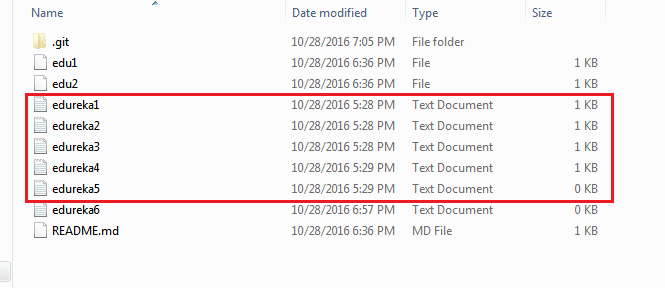 Name Date modified Type Size
.git 10/28/2016 7:05 PM File folder
edu1 10/28/2016 6:36 PM File 1 KB
edu2 10/28/2016 6:36 PM File 1 KB
edureka1 10/28/2016 5:28 PM Text Document 1 KB
edureka2 10/28/2016 5:28 PM Text Document 1 KB
edureka3 10/28/2016 5:28 PM Text Document 1 KB
edureka4 10/28/2016 5:29 PM Text Document 1 KB
edureka5 10/28/2016 5:29 PM Text Document 0 KB
edureka6 10/28/2016 6:57 PM Text Document 0 KB
README.md 10/28/2016 6:36 PM MD File 1 KB